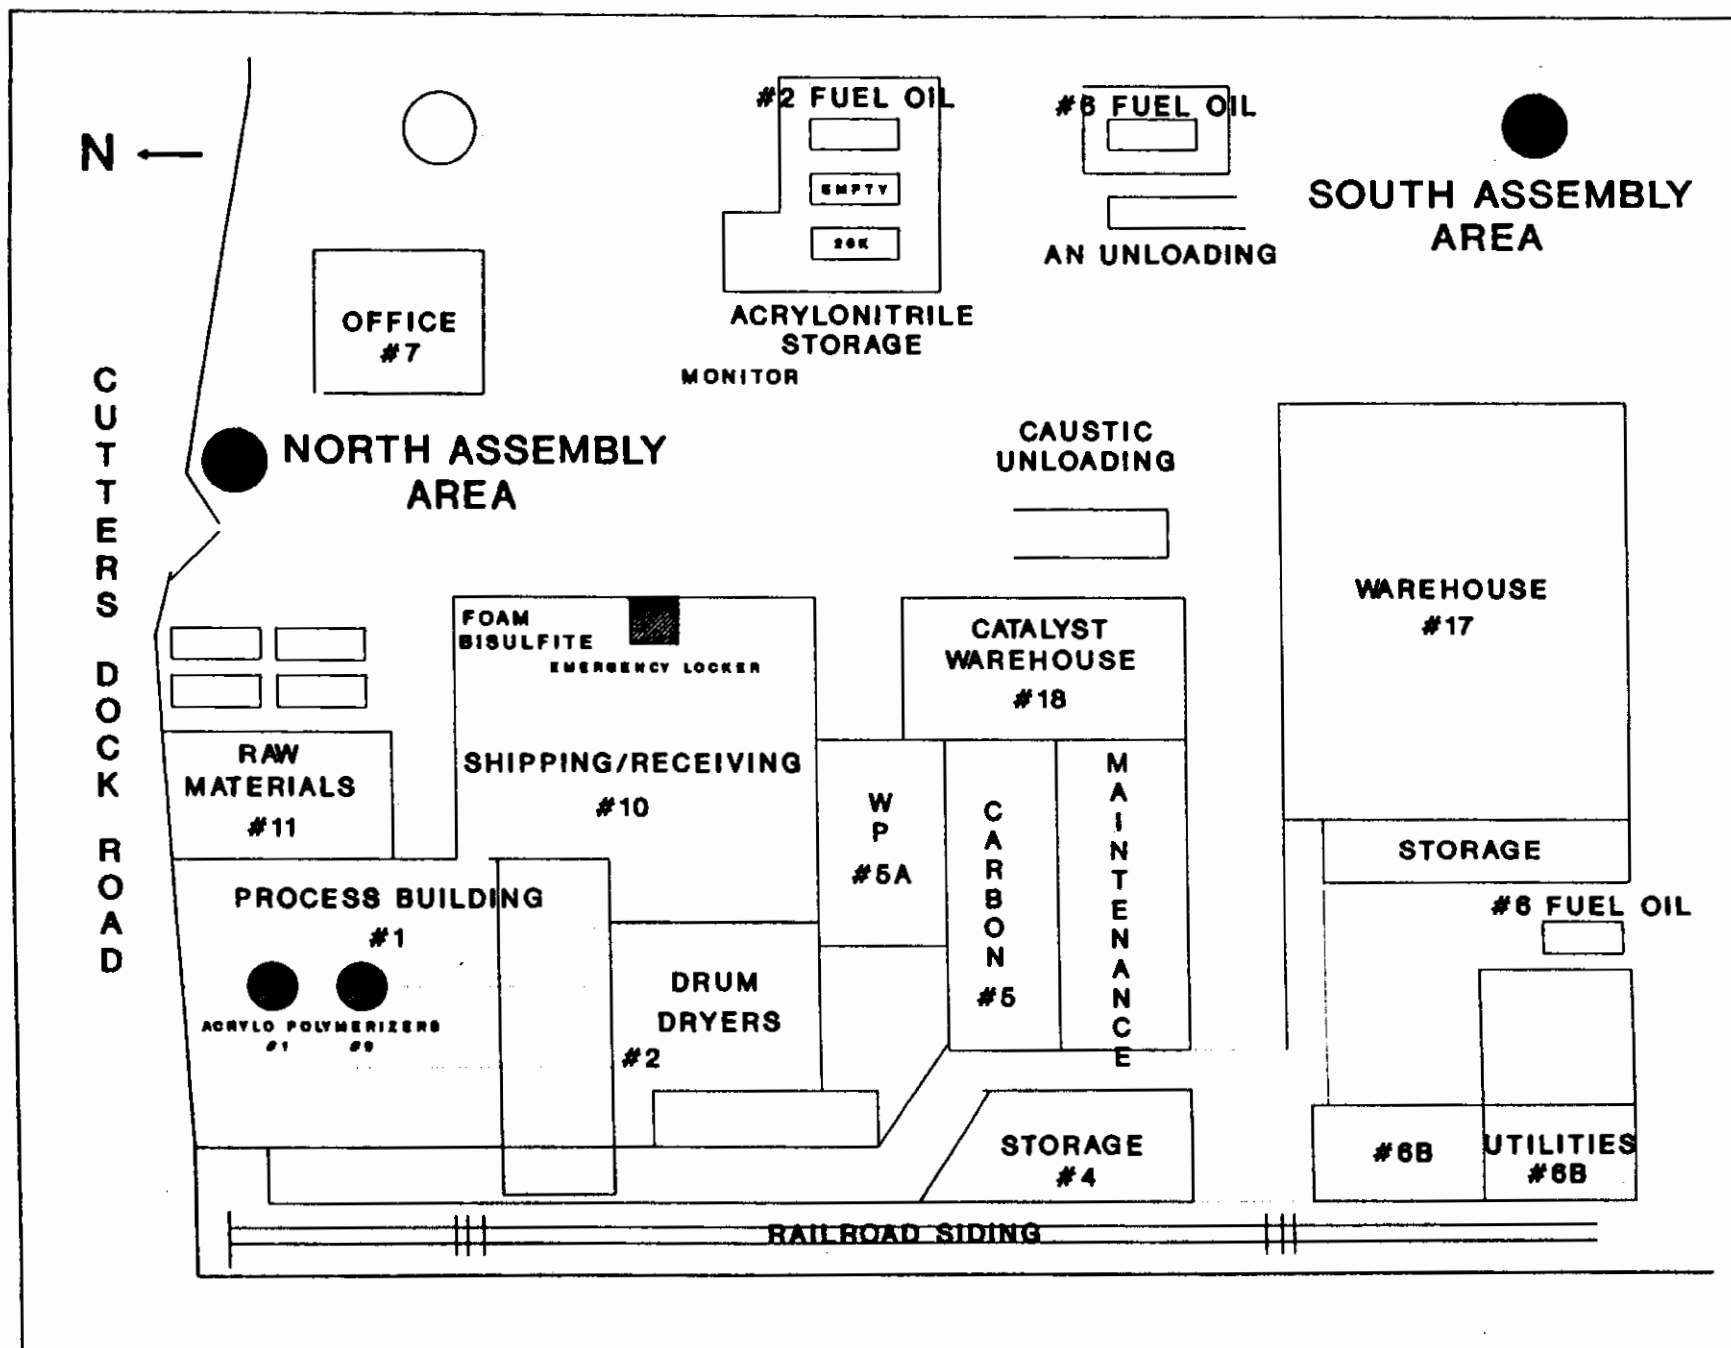 #2 FUEL OIL
#6 FUEL OIL
N
EMPTY
SOUTH ASSEMBLY
AREA
20K
AN UNLOADING
ACRYLONITRILE
STORAGE
OFFICE
#7
MONITOR
CUTTERS DOCK ROAD
NORTH ASSEMBLY
AREA
CAUSTIC
UNLOADING
WAREHOUSE
#17
FOAM
BISULFITE
EMERGENCY LOCKER
CATALYST
WAREHOUSE
#18
RAW
MATERIALS
#11
SHIPPING/RECEIVING
#10
WP
#5A
CARBON
#5
MAINTENANCE
STORAGE
#6 FUEL OIL
PROCESS BUILDING
#1
DRUM
DRYERS
#2
ACRYLO POLYMERIZERS
#1 #9
STORAGE
#4
#6B
UTILITIES
#6B
RAILROAD SIDING